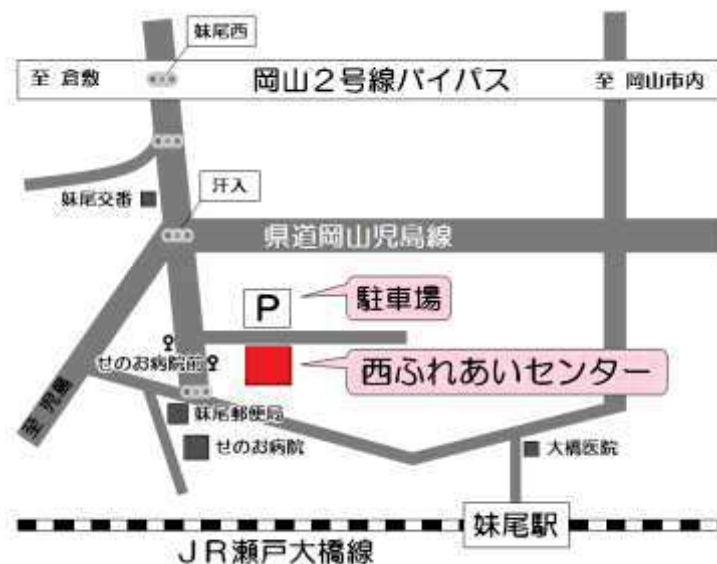 妹尾西
至 倉敷
岡山2号線バイパス
至 岡山市内
妹尾交番
汗入
県道岡山児島線
P
駐車場
せのお病院前
西ふれあいセンター
至 児島
妹尾郵便局
せのお病院
大橋医院
妹尾駅
JR瀬戸大橋線